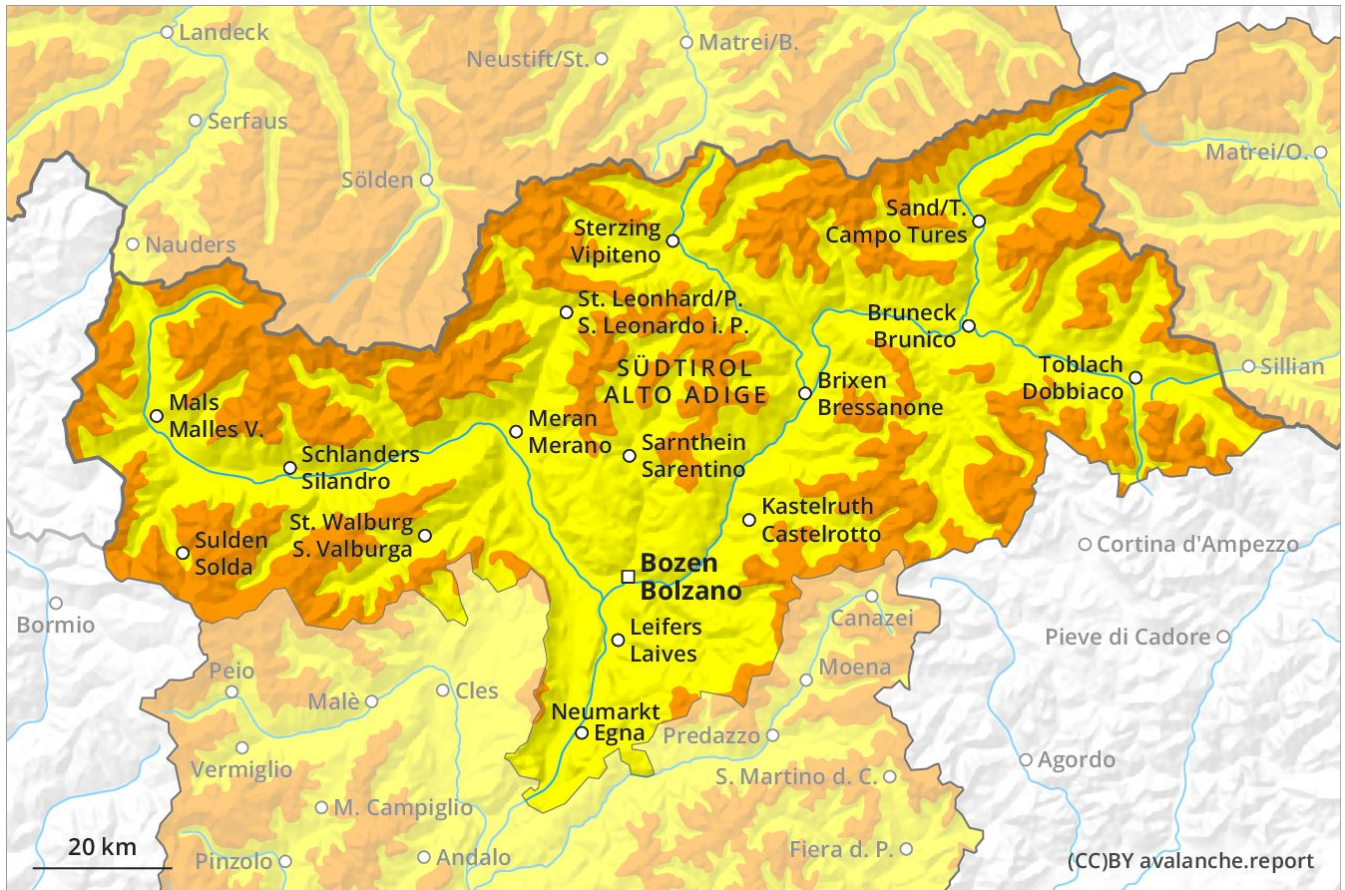 Landeck
Neustift/St.
Matrei/B.
Serfaus
Matrei/O.
Sölden
Sand/T.
Campo Tures
Nauders
Sterzing
Vipiteno
St. Leonhard/P.
S. Leonardo i. P.
Bruneck
Brunico
SÜDTIROL
ALTO ADIGE
Toblach
Dobbiaco
Sillian
Brixen
Bressanone
Mals
Malles V.
Meran
Merano
Sarnthein
Sarentino
Schlanders
Silandro
Kastelruth
Castelrotto
St. Walburg
S. Valburga
Sulden
Solda
Cortina d'Ampezzo
Bozen
Bolzano
Bormio
Canazei
Leifers
Laives
Pieve di Cadore
Peio
Moena
Malè
Cles
Neumarkt
Egna
Predazzo
Vermiglio
Agordo
S. Martino d. C.
M. Campiglio
20 km
Pinzolo
Andalo
Fiera d. P.
(CC)BY avalanche.report